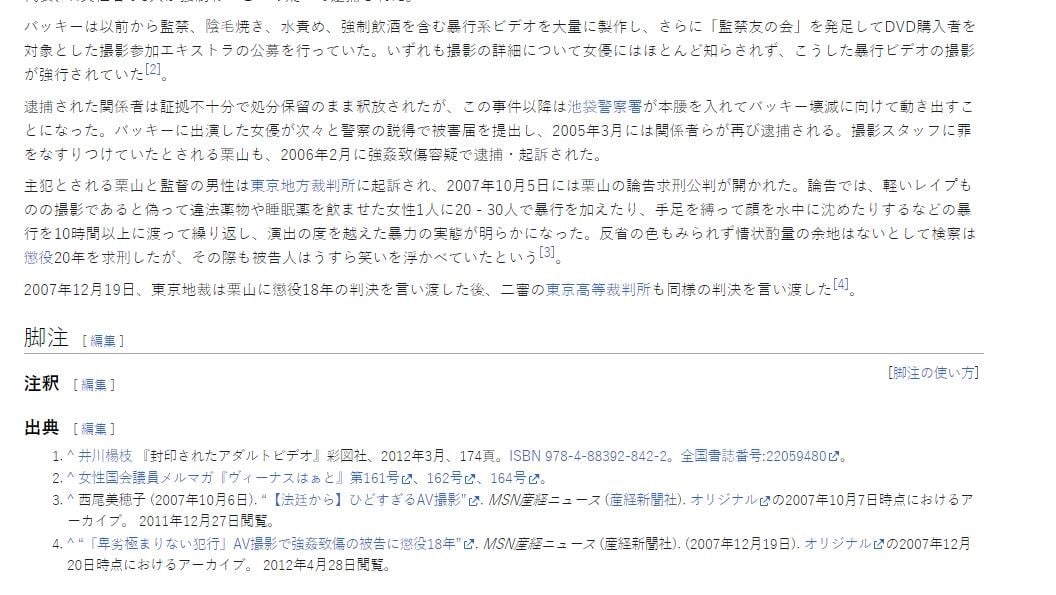 バッキーは以前から監禁、陰毛焼き、水責め、強制飲酒を含む暴行系ビデオを大量に製作し、さらに「監禁友の会」を発足してDVD購入者を
対象とした撮影参加エキストラの公募を行っていた。いずれも撮影の詳細について女優にはほとんど知らされず、こうした暴行ビデオの撮影
が強行されていた[2]。
逮捕された関係者は証拠不十分で処分保留のまま釈放されたが、この事件以降は池袋警察署が本腰を入れてバッキー壊滅に向けて動き出すこ
とになった。バッキーに出演した女優が次々と警察の説得で被害届を提出し、2005年3月には関係者らが再び逮捕される。撮影スタッフに罪
をなすりつけていたとされる栗山も、2006年2月に強姦致傷容疑で逮捕・起訴された。
主犯とされる栗山と監督の男性は東京地方裁判所に起訴され、2007年10月5日には栗山の論告求刑公判が開かれた。論告では、軽いレイプも
のの撮影であると偽って違法薬物や睡眠薬を飲ませた女性1人に20 - 30人で暴行を加えたり、手足を縛って顔を水中に沈めたりするなどの暴
行を10時間以上に渡って繰り返し、演出の度を越えた暴力の実態が明らかになった。反省の色もみられず情状酌量の余地はないとして検察は
懲役20年を求刑したが、その際も被告人はうすら笑いを浮かべていたという[3]。
2007年12月19日、東京地裁は栗山に懲役18年の判決を言い渡した後、二審の東京高等裁判所も同様の判決を言い渡した[4]。
脚注 [編集]
[脚注の使い方]
注釈 [編集]
出典 [編集]
1. ^ 井川楊枝 『封印されたアダルトビデオ』彩図社、2012年3月、174頁。ISBN 978-4-88392-842-2。全国書誌番号:22059480。
2. ^ 女性国会議員メルマガ『ヴィーナスはぁと』第161号、162号、164号。
3. ^ 西尾美穂子 (2007年10月6日). “【法廷から】ひどすぎるAV撮影”. MSN産経ニュース (産経新聞社). オリジナルの2007年10月7日時点におけるア
ーカイブ。 2011年12月27日閲覧。
4. ^ “「卑劣極まりない犯行」AV撮影で強姦致傷の被告に懲役18年”. MSN産経ニュース (産経新聞社). (2007年12月19日). オリジナルの2007年12月
20日時点におけるアーカイブ。 2012年4月28日閲覧。